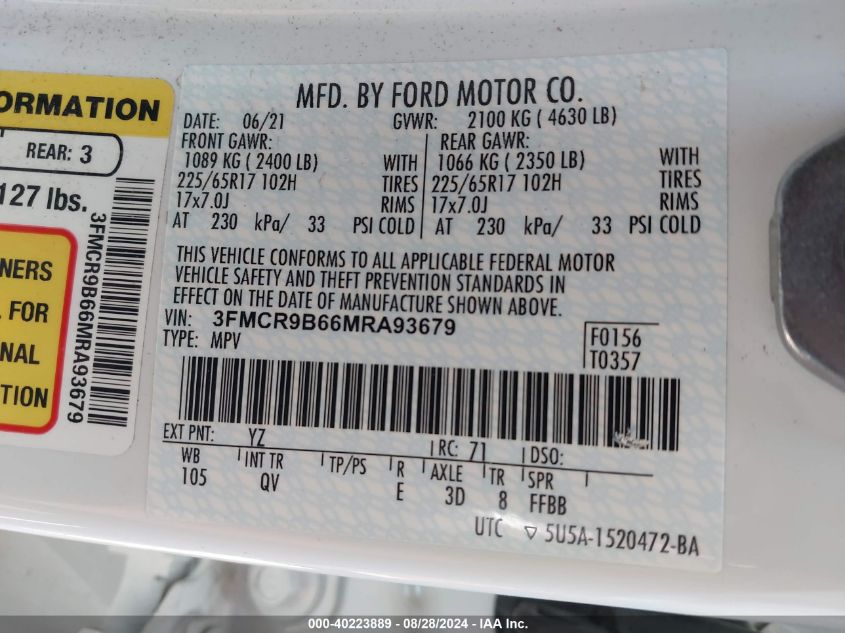 ORMATION
REAR: 3
127 lbs.
3FMCR9B66MRA93679
NERS
FOR
NAL
TION
MFD. BY FORD MOTOR CO.
DATE: 06/21 GVWR: 2100 KG ( 4630 LB)
FRONT GAWR: REAR GAWR:
1089 KG ( 2400 LB) WITH 1066 KG ( 2350 LB) WITH
225/65R17 102H TIRES 225/65R17 102H TIRES
17x7.0J RIMS 17x7.0J RIMS
AT 230 kPa/ 33 PSI COLD AT 230 kPa/ 33 PSI COLD
THIS VEHICLE CONFORMS TO ALL APPLICABLE FEDERAL MOTOR
VEHICLE SAFETY AND THEFT PREVENTION STANDARDS IN
EFFECT ON THE DATE OF MANUFACTURE SHOWN ABOVE.
VIN: 3FMCR9B66MRA93679
TYPE: MPV
F0156
T0357
EXT PNT: YZ RC: 71 DSO:
WB INT TR TP/PS R AXLE TR SPR
105 QV E 3D 8 FFBB
UTC ▽ 5U5A-1520472-BA
000-40223889 / 08/28/2024 - IAAI.com